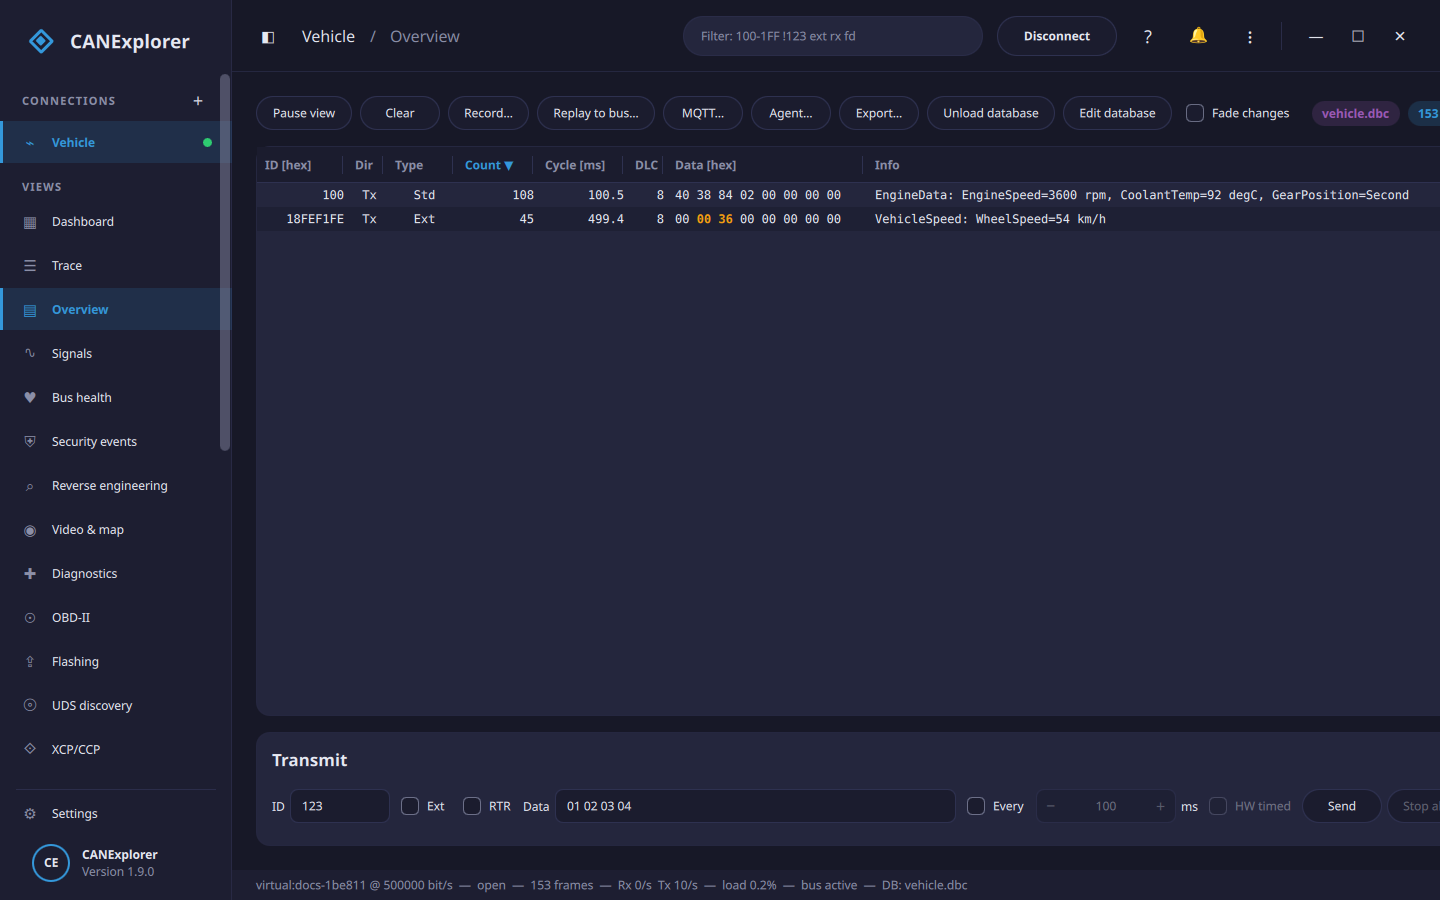 CANExplorer
Vehicle / Overview
Filter: 100-1FF !123 ext rx fd
Disconnect
?
CONNECTIONS +
Vehicle
VIEWS
Dashboard
Trace
Overview
Signals
Bus health
Security events
Reverse engineering
Video & map
Diagnostics
OBD-II
Flashing
UDS discovery
XCP/CCP
Settings
CE
CANExplorer
Version 1.9.0
Pause view Clear Record... Replay to bus... MQTT... Agent... Export... Unload database Edit database Fade changes vehicle.dbc 153
ID [hex] Dir Type Count ▼ Cycle [ms] DLC Data [hex] Info
100 Tx Std 108 100.5 8 40 38 84 02 00 00 00 00 EngineData: EngineSpeed=3600 rpm, CoolantTemp=92 degC, GearPosition=Second
18FEF1FE Tx Ext 45 499.4 8 00 00 36 00 00 00 00 00 VehicleSpeed: WheelSpeed=54 km/h
Transmit
ID 123 Ext RTR Data 01 02 03 04 Every − 100 + ms HW timed Send Stop
virtual:docs-1be811 @ 500000 bit/s — open — 153 frames — Rx 0/s Tx 10/s — load 0.2% — bus active — DB: vehicle.dbc